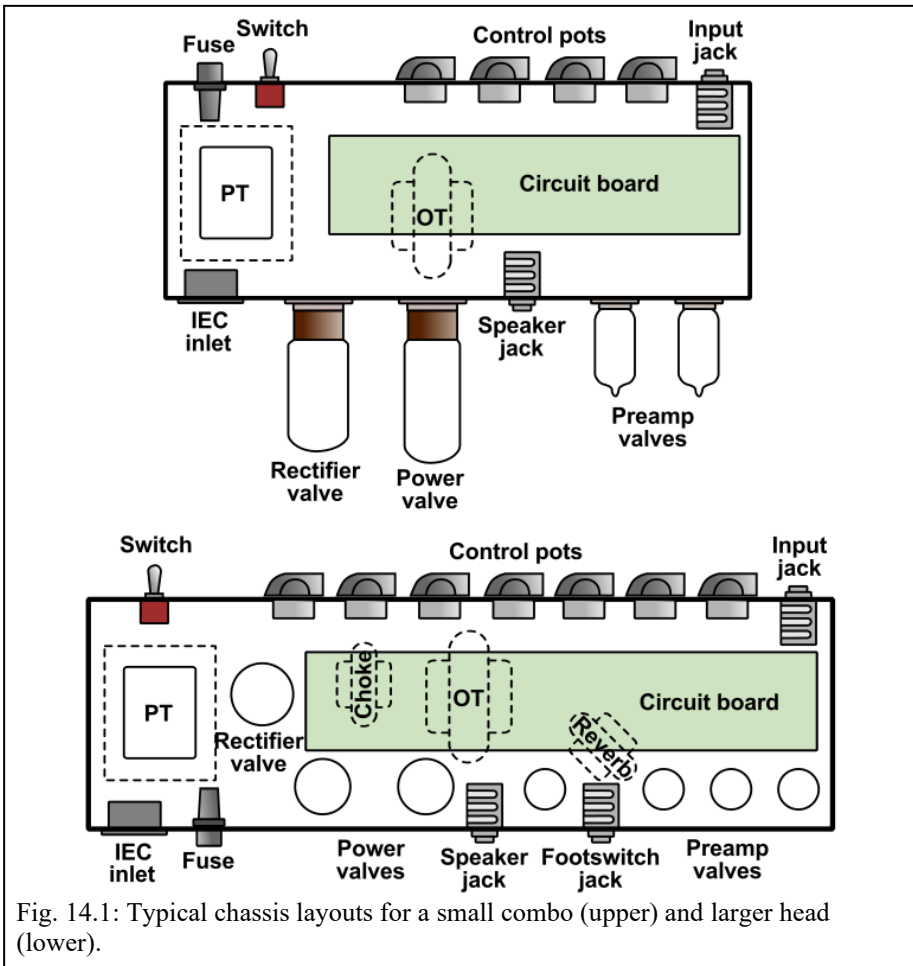 Fuse
Switch
Control pots
Input
jack
PT
OT
Circuit board
IEC
inlet
Speaker
jack
Rectifier
valve
Power
valve
Preamp
valves
Switch
Control pots
Input
jack
PT
Rectifier
valve
Choke
OT
Circuit board
Reverb
IEC
inlet
Fuse
Power
valves
Speaker
jack
Footswitch
jack
Preamp
valves
Fig. 14.1: Typical chassis layouts for a small combo (upper) and larger head
(lower).